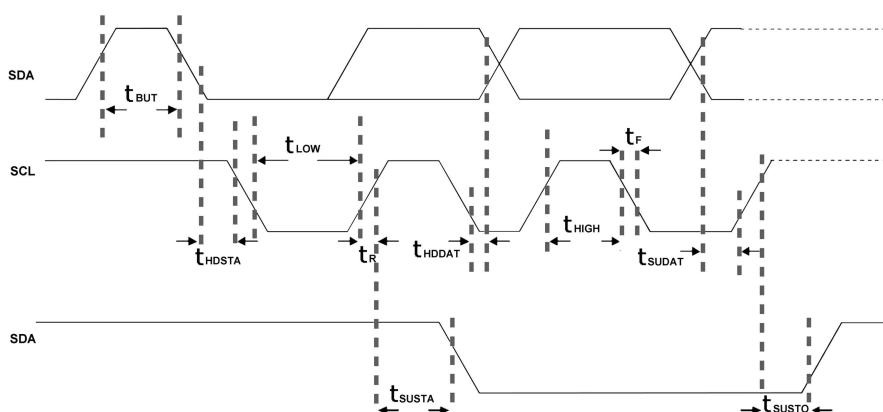 SDA
tBUT
tLOW
tF
SCL
tHDSTA
tR
tHDDAT
tHIGH
tSUDAT
SDA
tSUSTA
tSUSTO